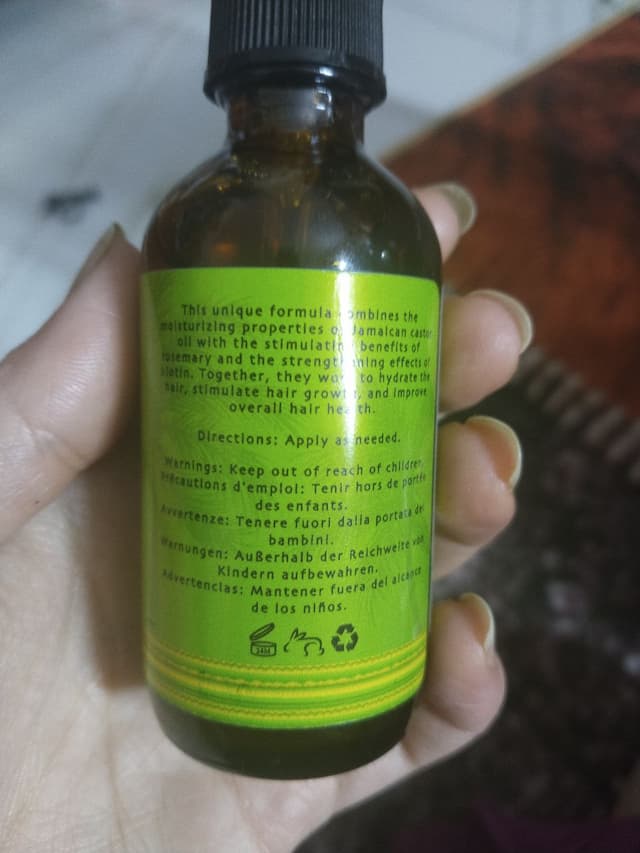 This unique formula combines the
moisturizing properties of Jamaican castor
oil with the stimulating benefits of
rosemary and the strengthening effects of
biotin. Together, they work to hydrate the
hair, stimulate hair growth, and improve
overall hair health.
Directions: Apply as needed.
Warnings: Keep out of reach of children.
Précautions d'emploi: Tenir hors de portée
des enfants.
Avvertenze: Tenere fuori dalla portata dei
bambini.
Warnungen: Außerhalb der Reichweite von
Kindern aufbewahren.
Advertencias: Mantener fuera del alcance
de los niños.
24M